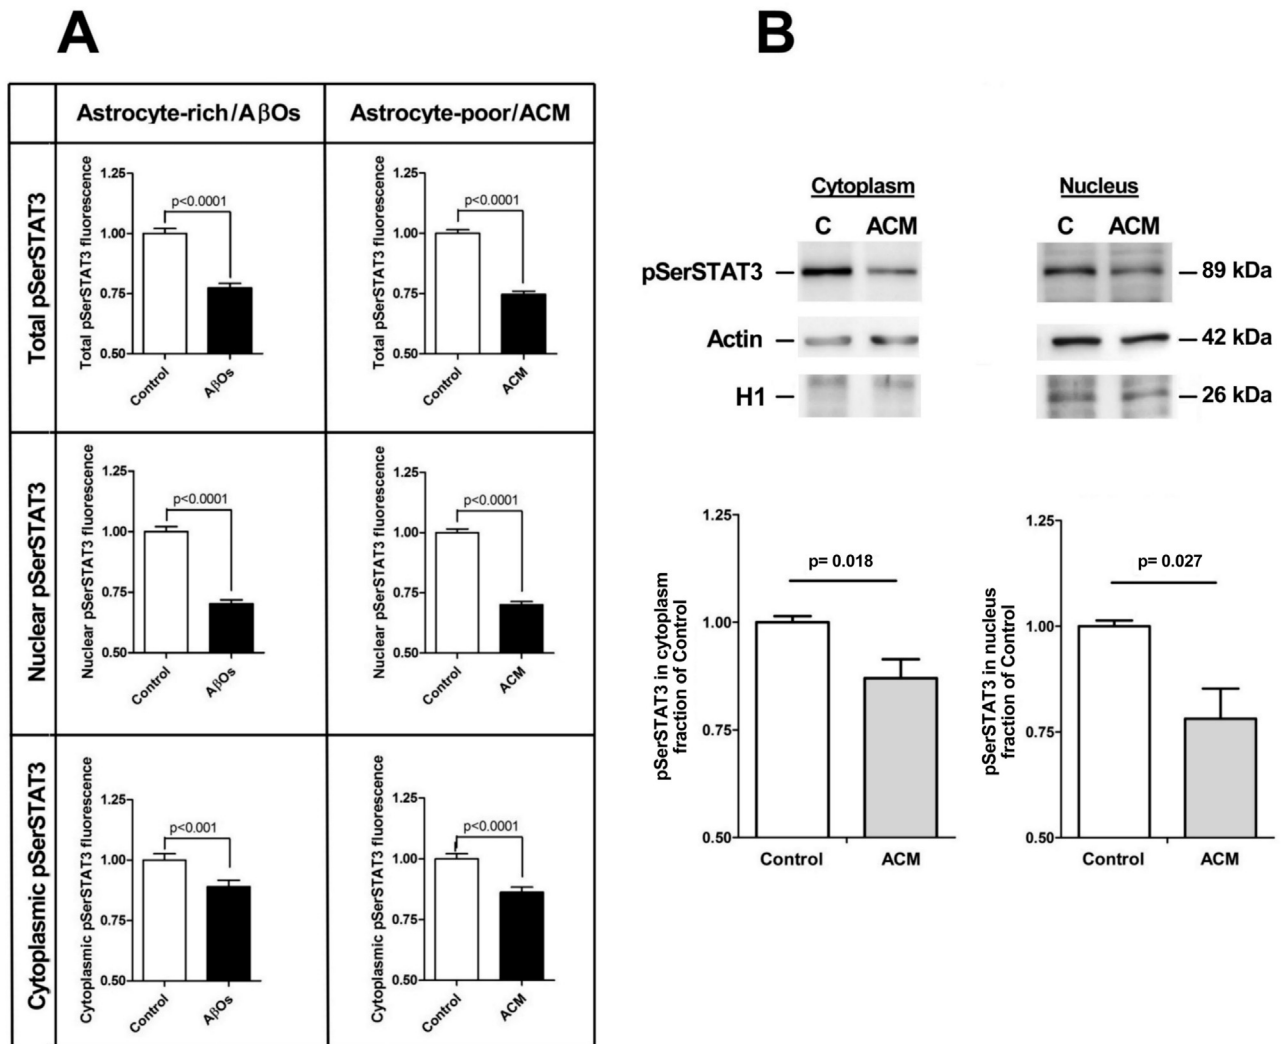 A
B
Astrocyte-rich/AβOs
Astrocyte-poor/ACM
Total pSerSTAT3
Total pSerSTAT3 fluorescence
1.25
1.00
0.75
0.50
p<0.0001
Control
AβOs
Total pSerSTAT3 fluorescence
1.25
1.00
0.75
0.50
p<0.0001
Control
ACM
Nuclear pSerSTAT3
Nuclear pSerSTAT3 fluorescence
1.25
1.00
0.75
0.50
p<0.0001
Control
AβOs
Nuclear pSerSTAT3 fluorescence
1.25
1.00
0.75
0.50
p<0.0001
Control
ACM
Cytoplasmic pSerSTAT3
Cytoplasmic pSerSTAT3 fluorescence
1.25
1.00
0.75
0.50
p<0.001
Control
AβOs
Cytoplasmic pSerSTAT3 fluorescence
1.25
1.00
0.75
0.50
p<0.0001
Control
ACM
Cytoplasm
Nucleus
C ACM
C ACM
pSerSTAT3
89 kDa
Actin
42 kDa
H1
26 kDa
pSerSTAT3 in cytoplasm
fraction of Control
1.25
1.00
0.75
0.50
p= 0.018
Control
ACM
pSerSTAT3 in nucleus
fraction of Control
1.25
1.00
0.75
0.50
p= 0.027
Control
ACM